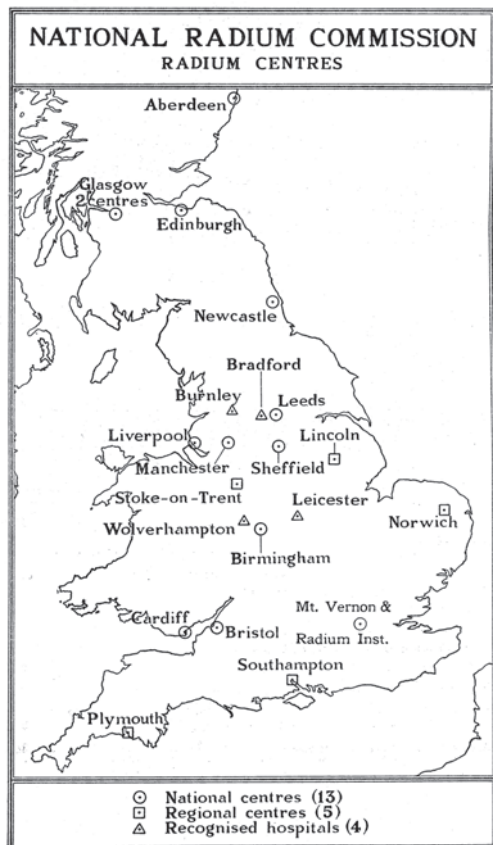 NATIONAL RADIUM COMMISSION
RADIUM CENTRES
Aberdeen
Glasgow
2 centres
Edinburgh
Newcastle
Bradford
Burnley
Leeds
Liverpool
Lincoln
Manchester
Sheffield
Stoke-on-Trent
Leicester
Norwich
Wolverhampton
Birmingham
Mt. Vernon &
Radium Inst.
Cardiff
Bristol
Southampton
Plymouth
National centres (13)
Regional centres (5)
Recognised hospitals (4)